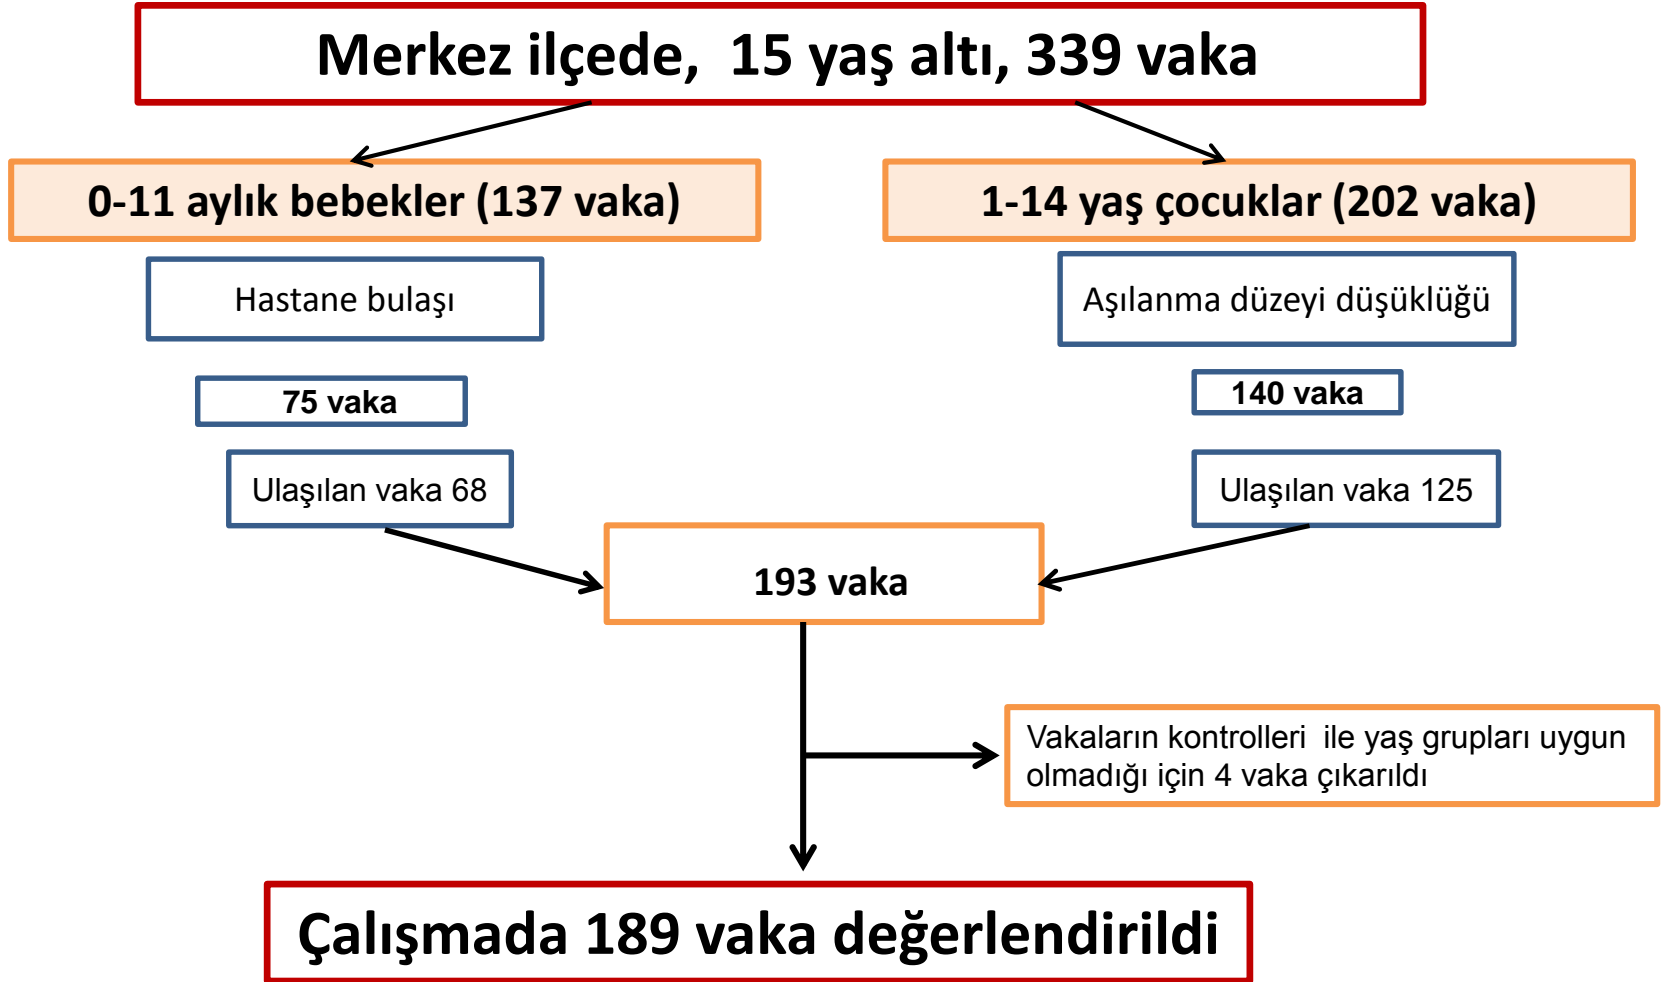 Merkez ilçede, 15 yaş altı, 339 vaka
0-11 aylık bebekler (137 vaka)
1-14 yaş çocuklar (202 vaka)
Hastane bulaşı
Aşılanma düzeyi düşüklüğü
75 vaka
140 vaka
Ulaşılan vaka 68
Ulaşılan vaka 125
193 vaka
Vakaların kontrolleri ile yaş grupları uygun
olmadığı için 4 vaka çıkarıldı
Çalışmada 189 vaka değerlendirildi